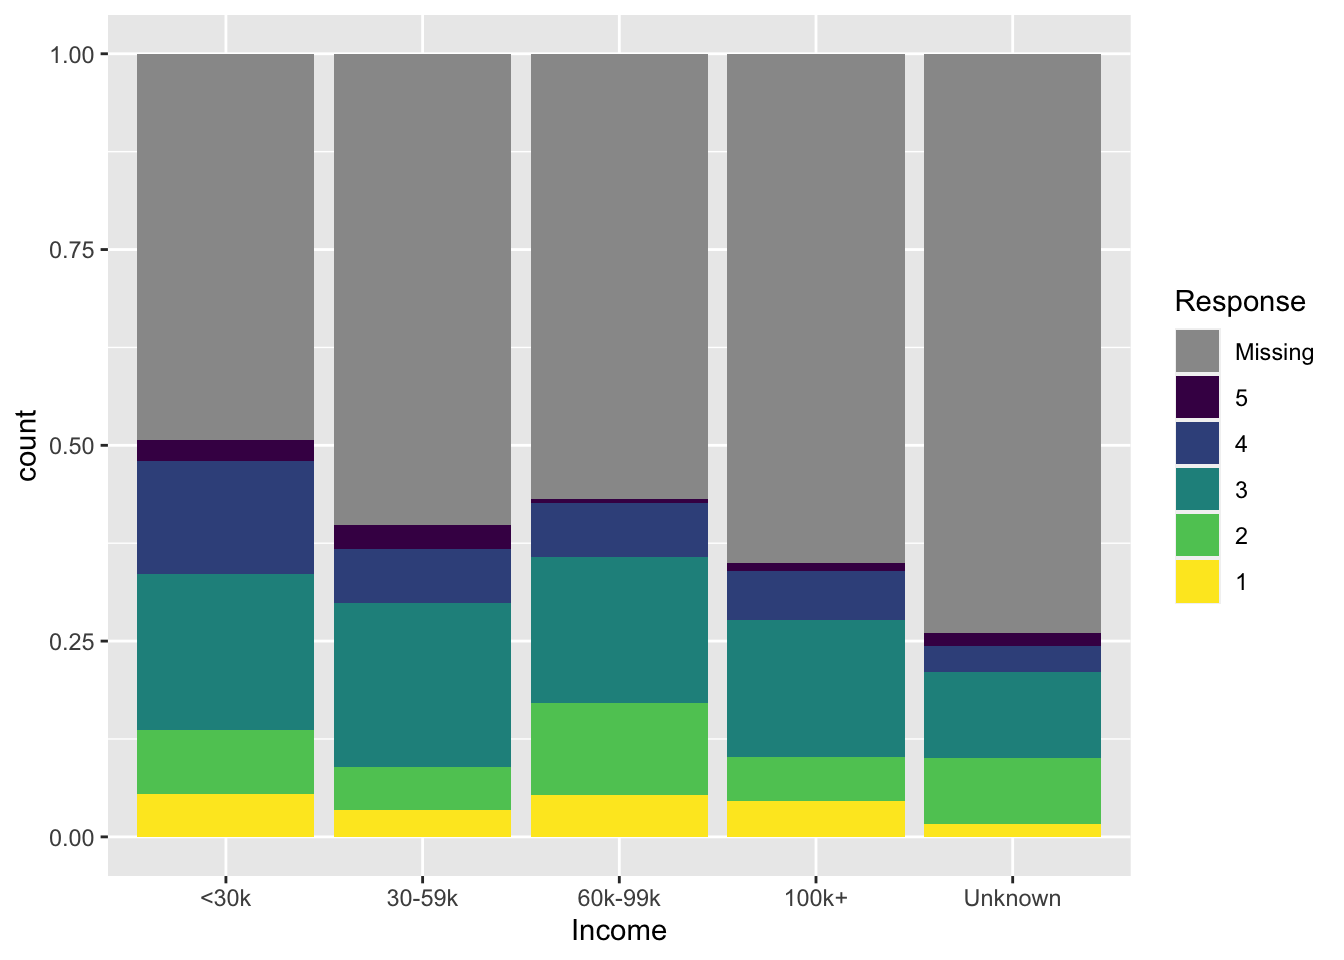 1.00
0.75
0.50
0.25
0.00
count
<30k
30-59k
60k-99k
100k+
Unknown
Income
Response
Missing
5
4
3
2
1